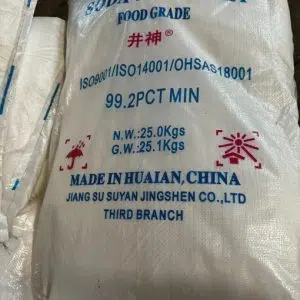 SODA
FOOD GRADE
井神®
ISO9001/ISO14001/OHSAS18001
99.2PCT MIN
N.W.:25.0Kgs
G.W.:25.1Kgs
MADE IN HUAIAN,CHINA
JIANG SU SUYAN JINGSHEN CO.,LTD
THIRD BRANCH